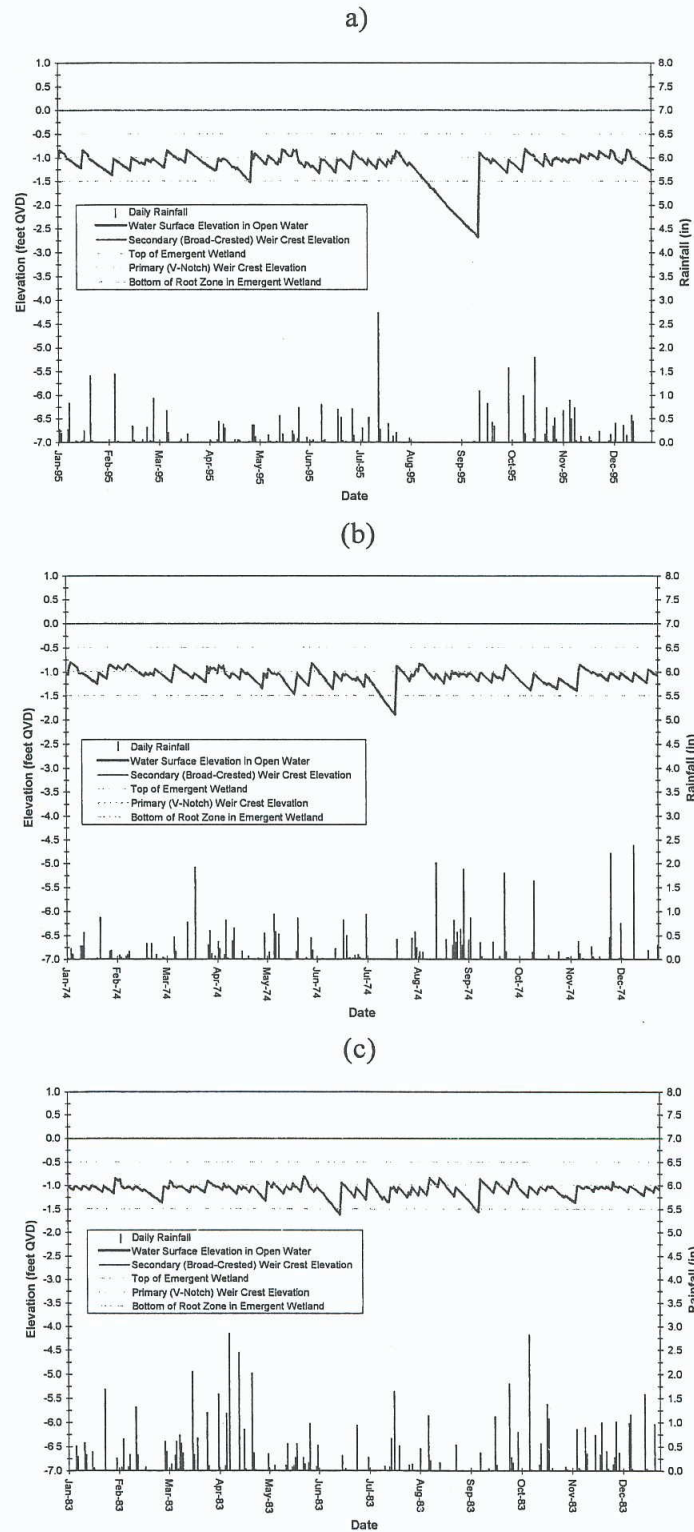 a)
1.0
0.5
0.0
-0.5
-1.0
-1.5
-2.0
-2.5
-3.0
-3.5
-4.0
-4.5
-5.0
-5.5
-6.0
-6.5
-7.0
Elevation (feet QVD)
Daily Rainfall
Water Surface Elevation in Open Water
Secondary (Broad-Crested) Weir Crest Elevation
Top of Emergent Wetland
Primary (V-Notch) Weir Crest Elevation
Bottom of Root Zone in Emergent Wetland
8.0
7.5
7.0
6.5
6.0
5.5
5.0
4.5
4.0
3.5
3.0
2.5
2.0
1.5
1.0
0.5
0.0
Rainfall (in)
Jan-95
Feb-95
Mar-95
Apr-95
May-95
Jun-95
Jul-95
Aug-95
Sep-95
Oct-95
Nov-95
Dec-95
Date
(b)
1.0
0.5
0.0
-0.5
-1.0
-1.5
-2.0
-2.5
-3.0
-3.5
-4.0
-4.5
-5.0
-5.5
-6.0
-6.5
-7.0
Elevation (feet QVD)
Daily Rainfall
Water Surface Elevation in Open Water
Secondary (Broad-Crested) Weir Crest Elevation
Top of Emergent Wetland
Primary (V-Notch) Weir Crest Elevation
Bottom of Root Zone in Emergent Wetland
8.0
7.5
7.0
6.5
6.0
5.5
5.0
4.5
4.0
3.5
3.0
2.5
2.0
1.5
1.0
0.5
0.0
Rainfall (in)
Jan-74
Feb-74
Mar-74
Apr-74
May-74
Jun-74
Jul-74
Aug-74
Sep-74
Oct-74
Nov-74
Dec-74
Date
(c)
1.0
0.5
0.0
-0.5
-1.0
-1.5
-2.0
-2.5
-3.0
-3.5
-4.0
-4.5
-5.0
-5.5
-6.0
-6.5
-7.0
Elevation (feet QVD)
Daily Rainfall
Water Surface Elevation in Open Water
Secondary (Broad-Crested) Weir Crest Elevation
Top of Emergent Wetland
Primary (V-Notch) Weir Crest Elevation
Bottom of Root Zone in Emergent Wetland
8.0
7.5
7.0
6.5
6.0
5.5
5.0
4.5
4.0
3.5
3.0
2.5
2.0
1.5
1.0
0.5
0.0
Rainfall (in)
Jan-83
Feb-83
Mar-83
Apr-83
May-83
Jun-83
Jul-83
Aug-83
Sep-83
Oct-83
Nov-83
Dec-83
Date